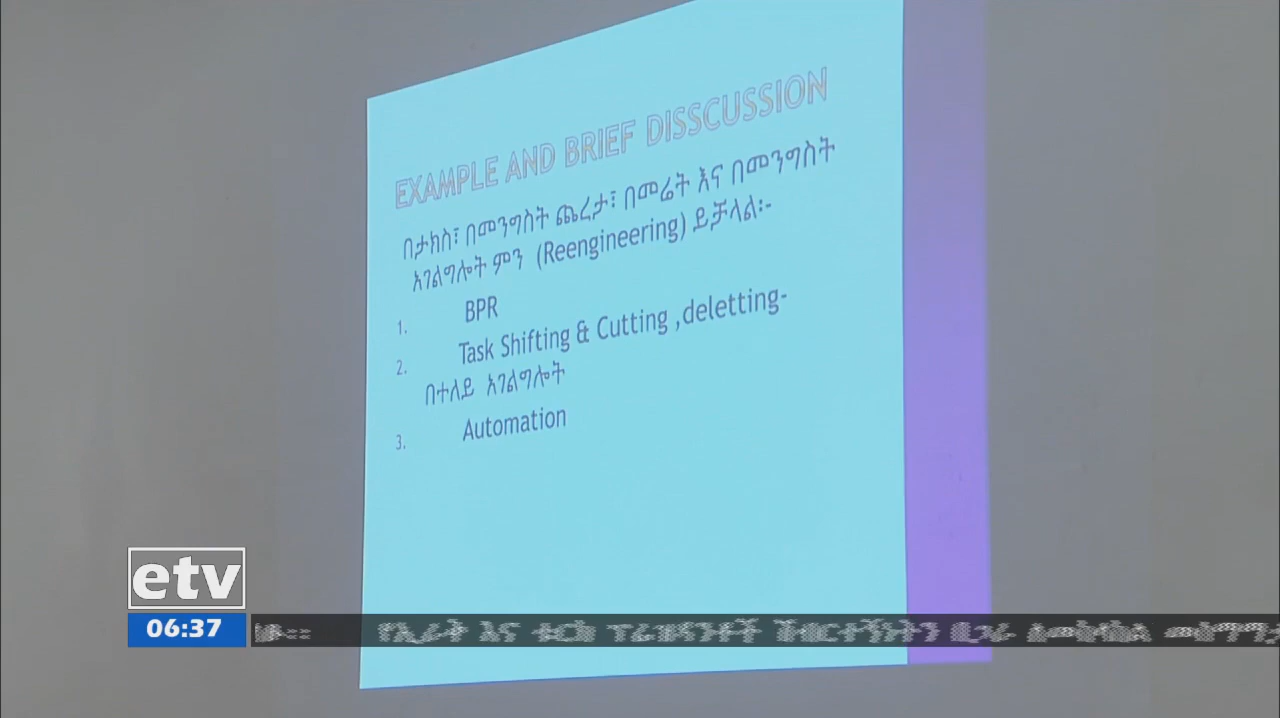 EXAMPLE AND BRIEF DISSCUSSION
በታክስ፣ በመንግስት ጨረታ፣ በመሬት እና በመንግስት
አገልግሎት ምን (Reengineering) ይቻላል፡-
1. BPR
2. Task Shifting & Cutting ,deletting-
በተለይ አገልግሎት
3. Automation
etv
06:37
እና